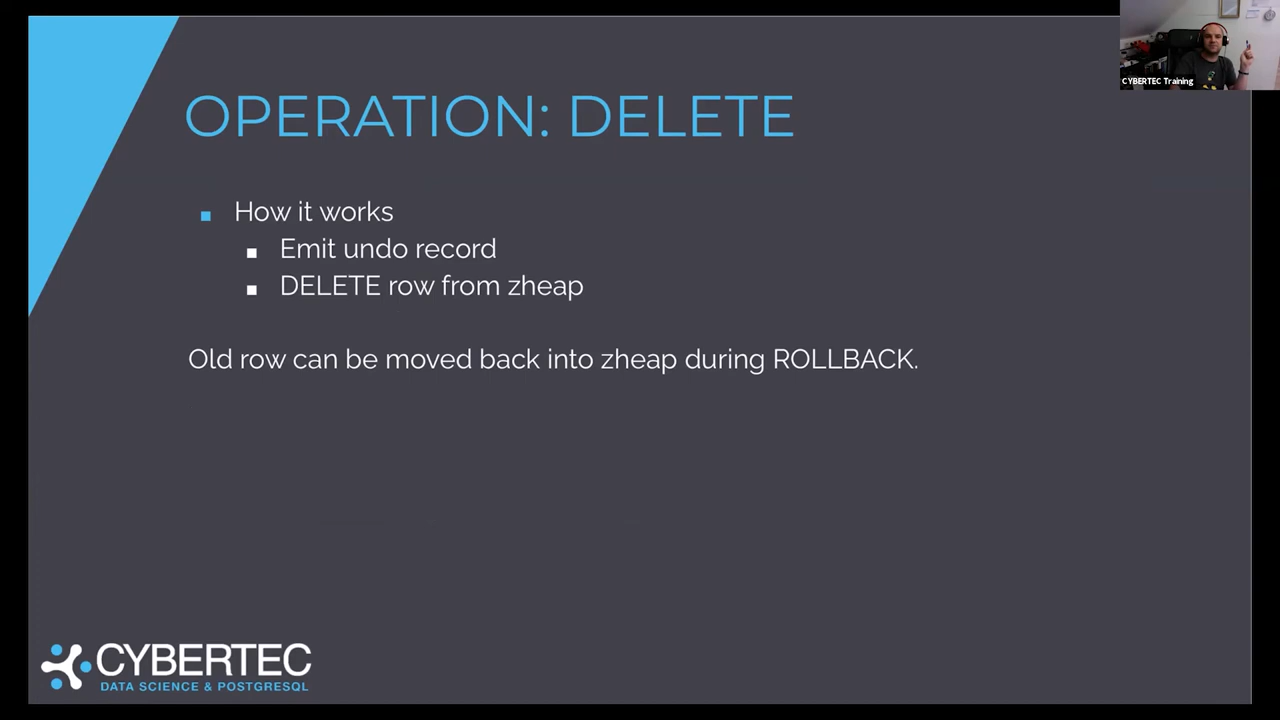 CYBERTEC Training
OPERATION: DELETE
How it works
Emit undo record
DELETE row from zheap
Old row can be moved back into zheap during ROLLBACK.
CYBERTEC
DATA SCIENCE & POSTGRESQL